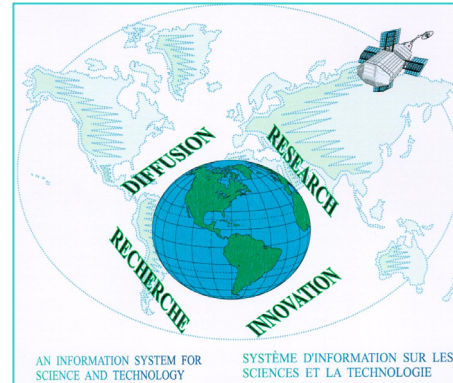 DIFFUSION
RESEARCH
RECHERCHE
INNOVATION
AN INFORMATION SYSTEM FOR
SCIENCE AND TECHNOLOGY
SYSTÈME D'INFORMATION SUR LES
SCIENCES ET LA TECHNOLOGIE